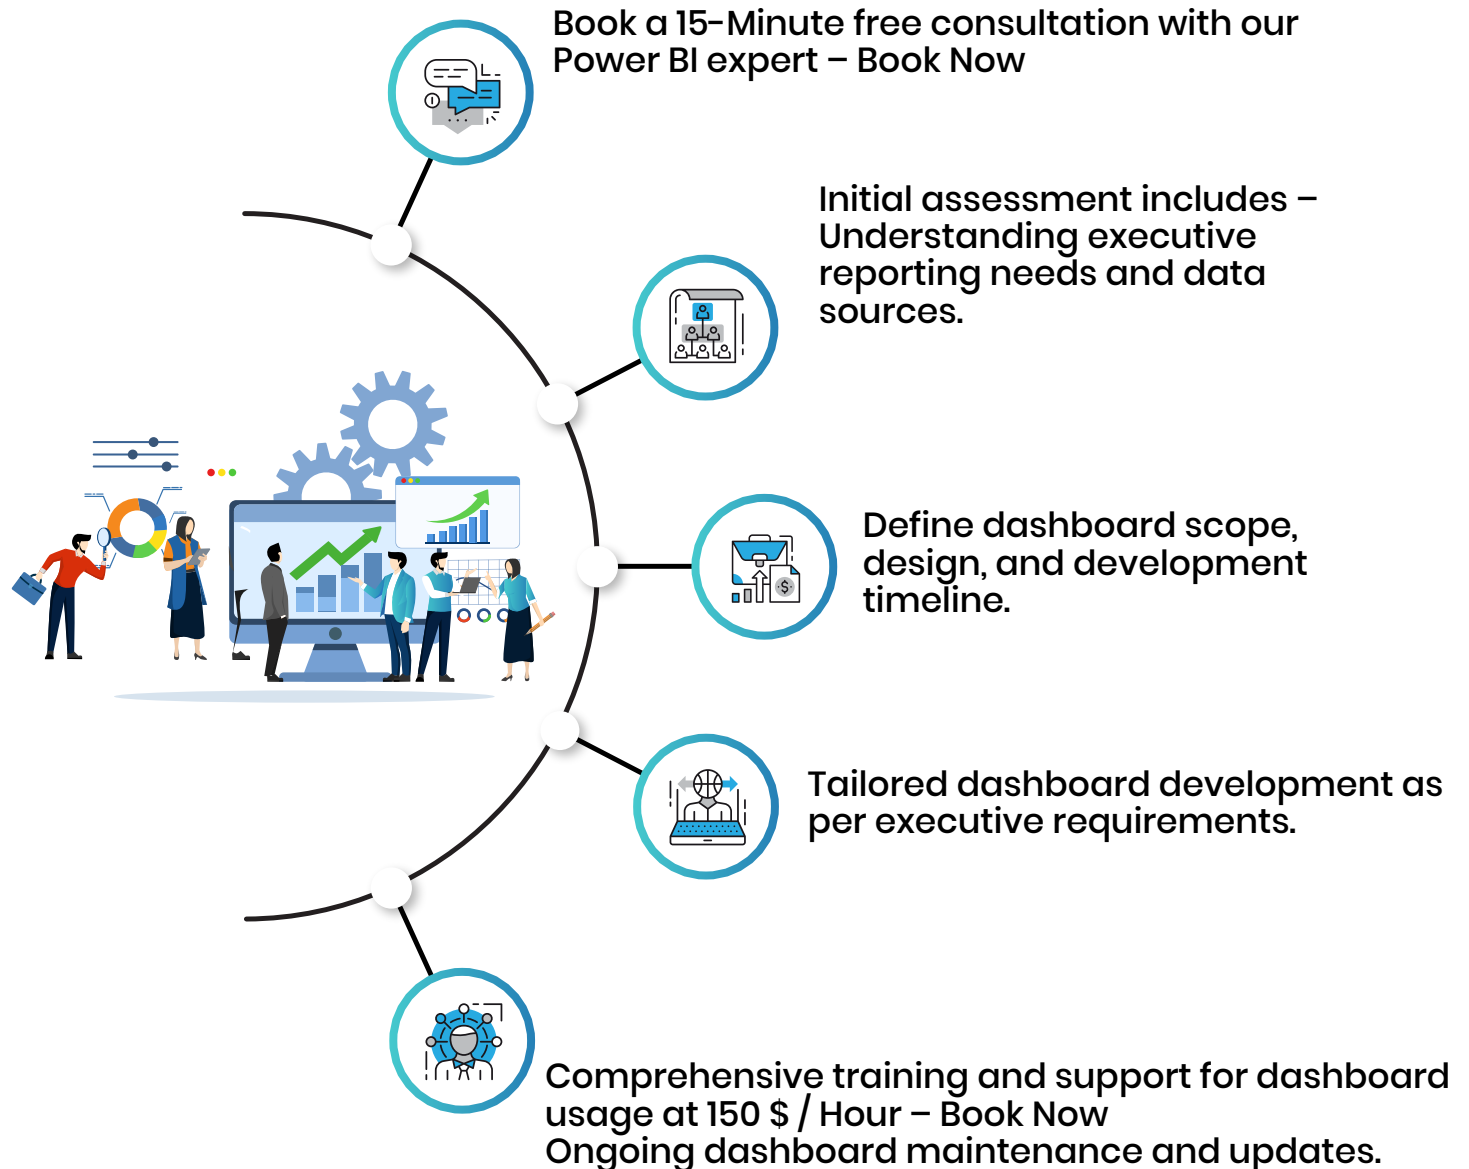 Book a 15-Minute free consultation with our
Power BI expert – Book Now
Initial assessment includes –
Understanding executive
reporting needs and data
sources.
Define dashboard scope,
design, and development
timeline.
Tailored dashboard development as
per executive requirements.
Comprehensive training and support for dashboard
usage at 150 $ / Hour – Book Now
Ongoing dashboard maintenance and updates.